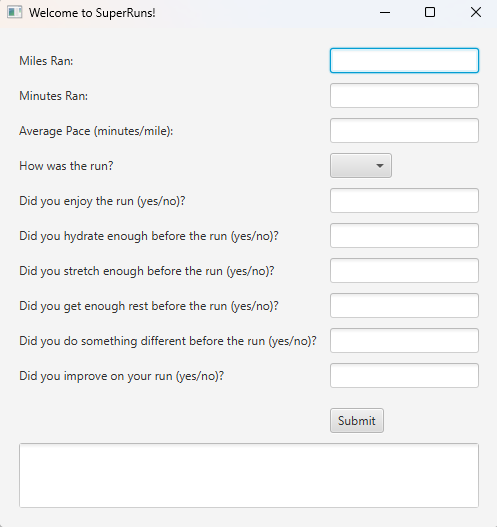 Welcome to SuperRuns!
Miles Ran:
Minutes Ran:
Average Pace (minutes/mile):
How was the run?
Did you enjoy the run (yes/no)?
Did you hydrate enough before the run (yes/no)?
Did you stretch enough before the run (yes/no)?
Did you get enough rest before the run (yes/no)?
Did you do something different before the run (yes/no)?
Did you improve on your run (yes/no)?
Submit